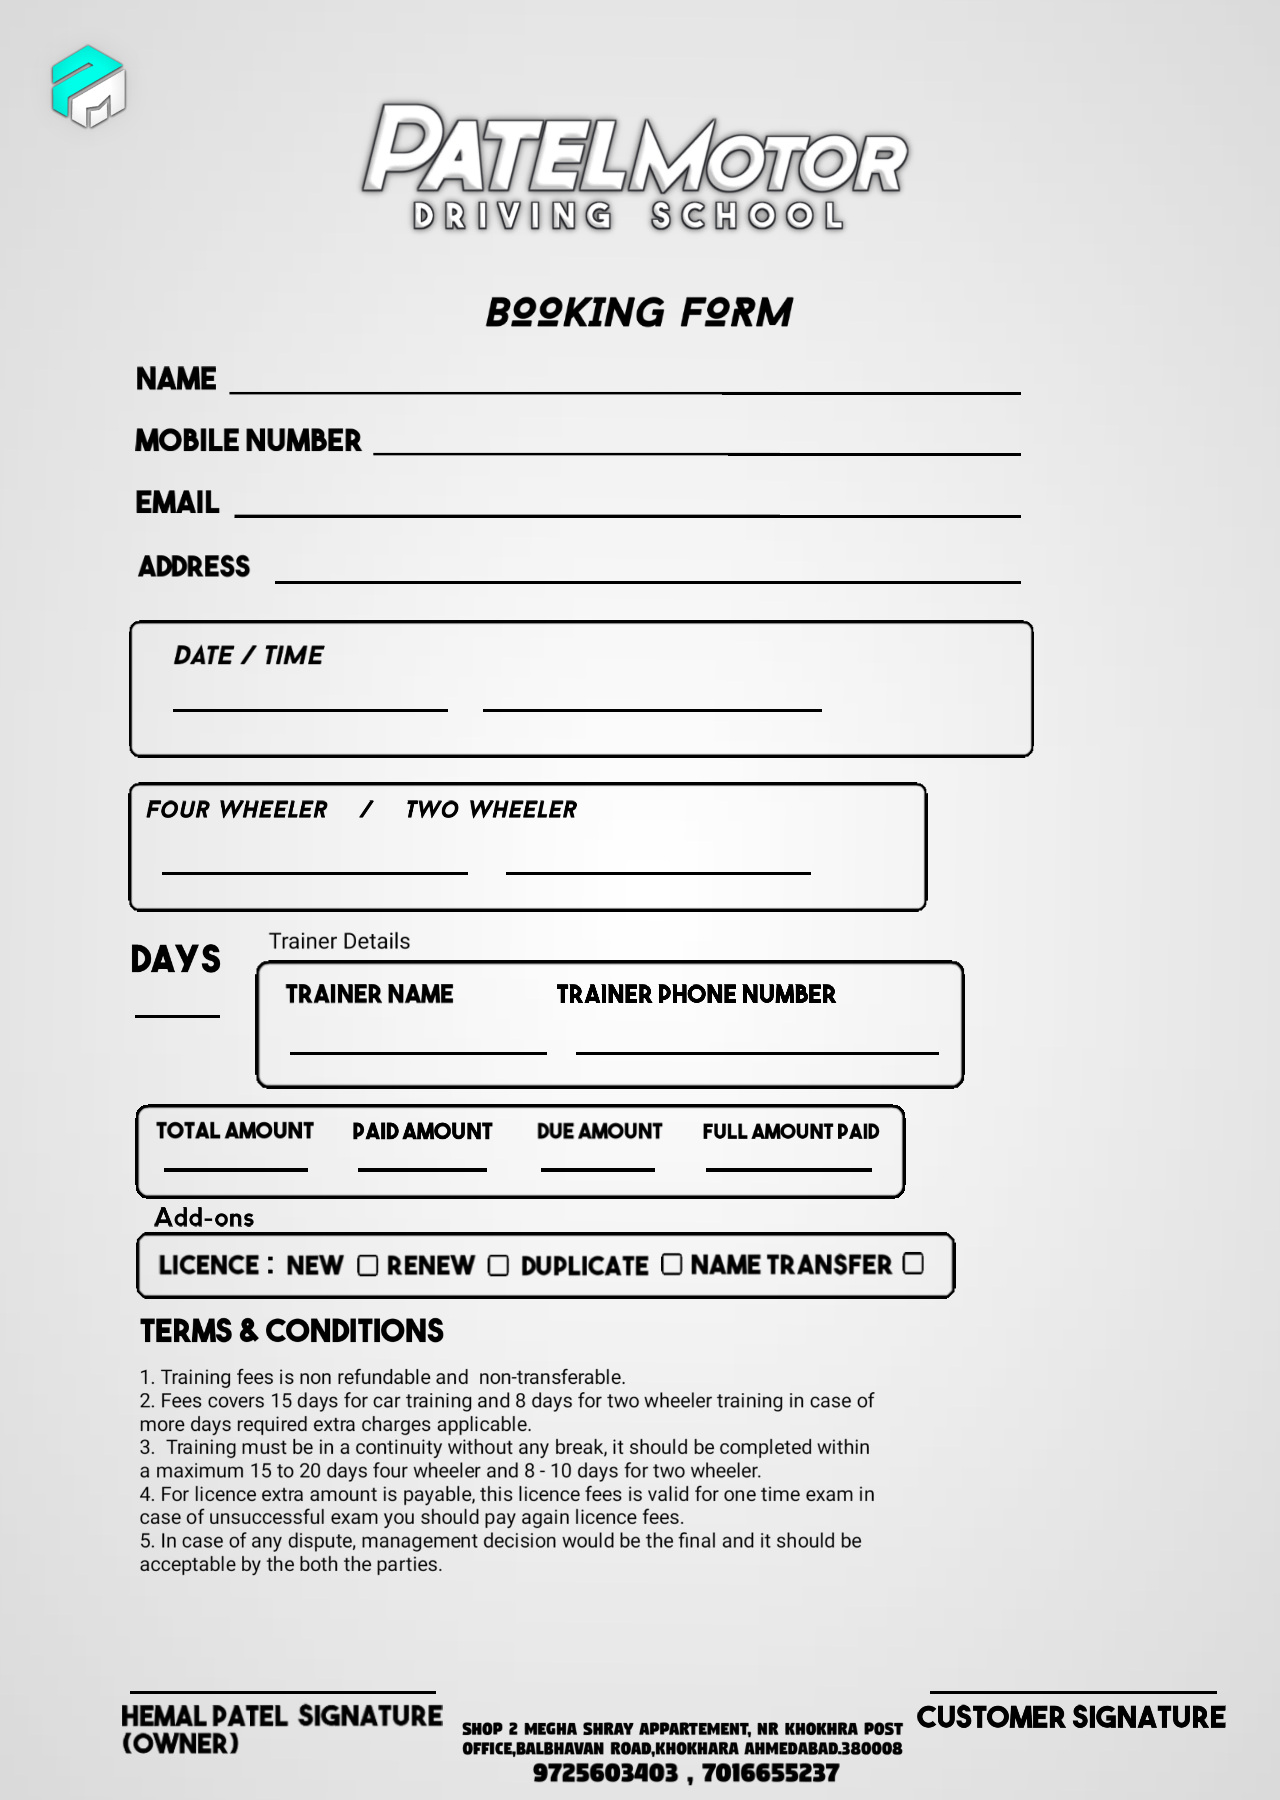 PATEL MOTOR
DRIVING SCHOOL
BOOKING FORM
NAME
MOBILE NUMBER
EMAIL
ADDRESS
DATE / TIME
FOUR WHEELER / TWO WHEELER
DAYS
Trainer Details
TRAINER NAME TRAINER PHONE NUMBER
TOTAL AMOUNT PAID AMOUNT DUE AMOUNT FULL AMOUNT PAID
Add-ons
LICENCE : NEW RENEW DUPLICATE NAME TRANSFER
TERMS & CONDITIONS
1. Training fees is non refundable and  non-transferable.
2. Fees covers 15 days for car training and 8 days for two wheeler training in case of
more days required extra charges applicable.
3.  Training must be in a continuity without any break, it should be completed within
a maximum 15 to 20 days four wheeler and 8 - 10 days for two wheeler.
4. For licence extra amount is payable, this licence fees is valid for one time exam in
case of unsuccessful exam you should pay again licence fees.
5. In case of any dispute, management decision would be the final and it should be
acceptable by the both the parties.
HEMAL PATEL SIGNATURE
(OWNER)
SHOP 2 MEGHA SHRAY APPARTEMENT, NR KHOKHRA POST
OFFICE,BALBHAVAN ROAD,KHOKHARA AHMEDABAD.380008
9725603403 , 7016655237
CUSTOMER SIGNATURE